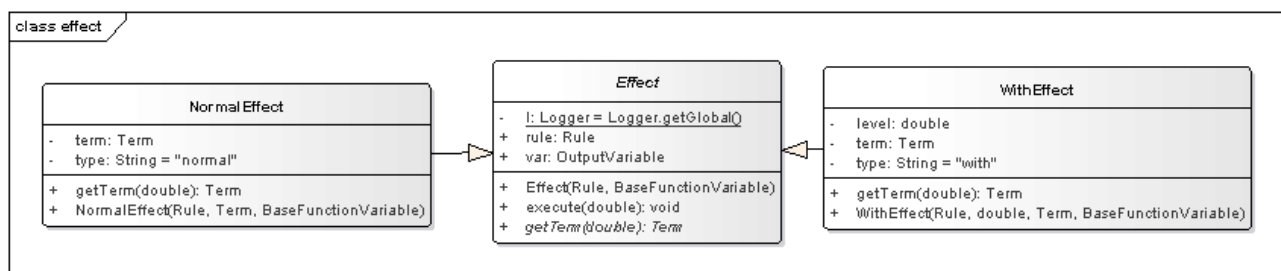 class effect
NormalEffect
- term: Term
- type: String = "normal"
+ getTerm(double): Term
+ NormalEffect(Rule, Term, BaseFunctionVariable)
Effect
- l: Logger = Logger.getGlobal()
+ rule: Rule
+ var: OutputVariable
+ Effect(Rule, BaseFunctionVariable)
+ execute(double): void
+ getTerm(double): Term
WithEffect
- level: double
- term: Term
- type: String = "with"
+ getTerm(double): Term
+ WithEffect(Rule, double, Term, BaseFunctionVariable)